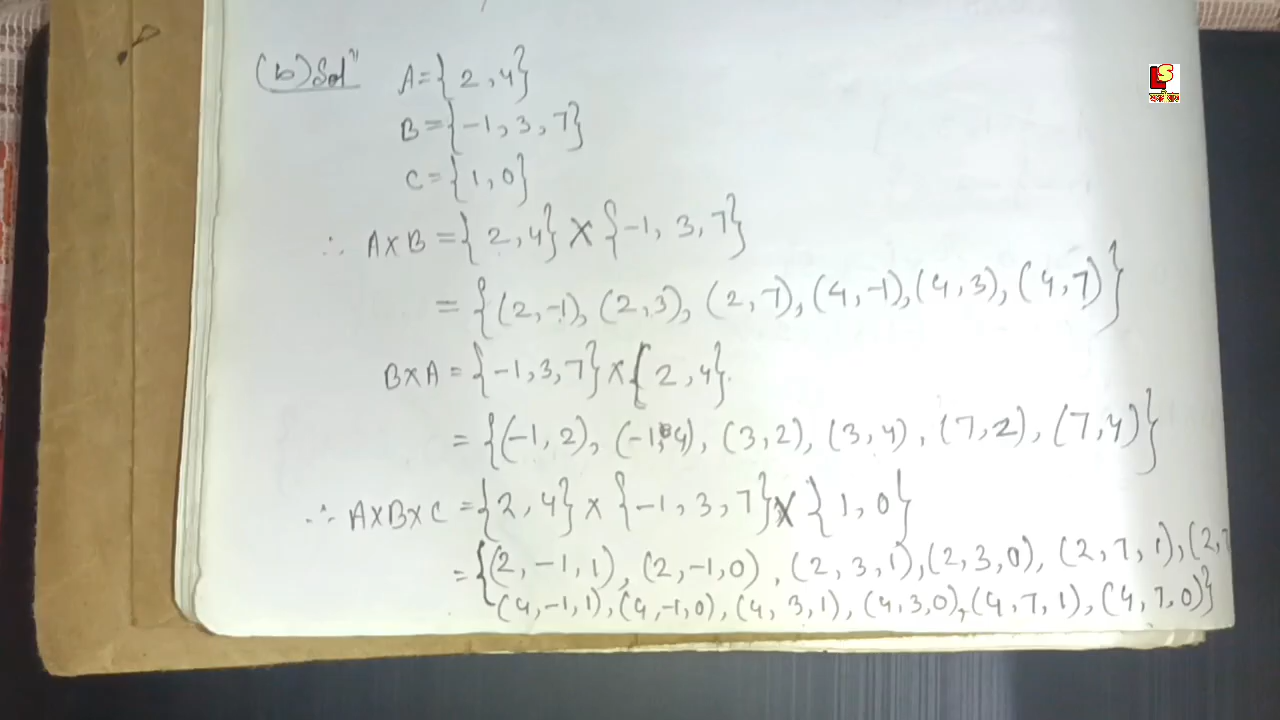 (b) Solⁿ A={2,4}
B={-1,3,7}
C={1,0}
∴ A×B={2,4}×{-1,3,7}
={(2,-1),(2,3),(2,7),(4,-1),(4,3),(4,7)}
B×A={-1,3,7}×{2,4}.
={(-1,2),(-1,4),(3,2),(3,4),(7,2),(7,4)}
∴ A×B×C={2,4}×{-1,3,7}×{1,0}
={(2,-1,1),(2,-1,0),(2,3,1),(2,3,0),(2,7,1),(2,7
(4,-1,1),(4,-1,0),(4,3,1),(4,3,0),(4,7,1),(4,7,0)}
LS